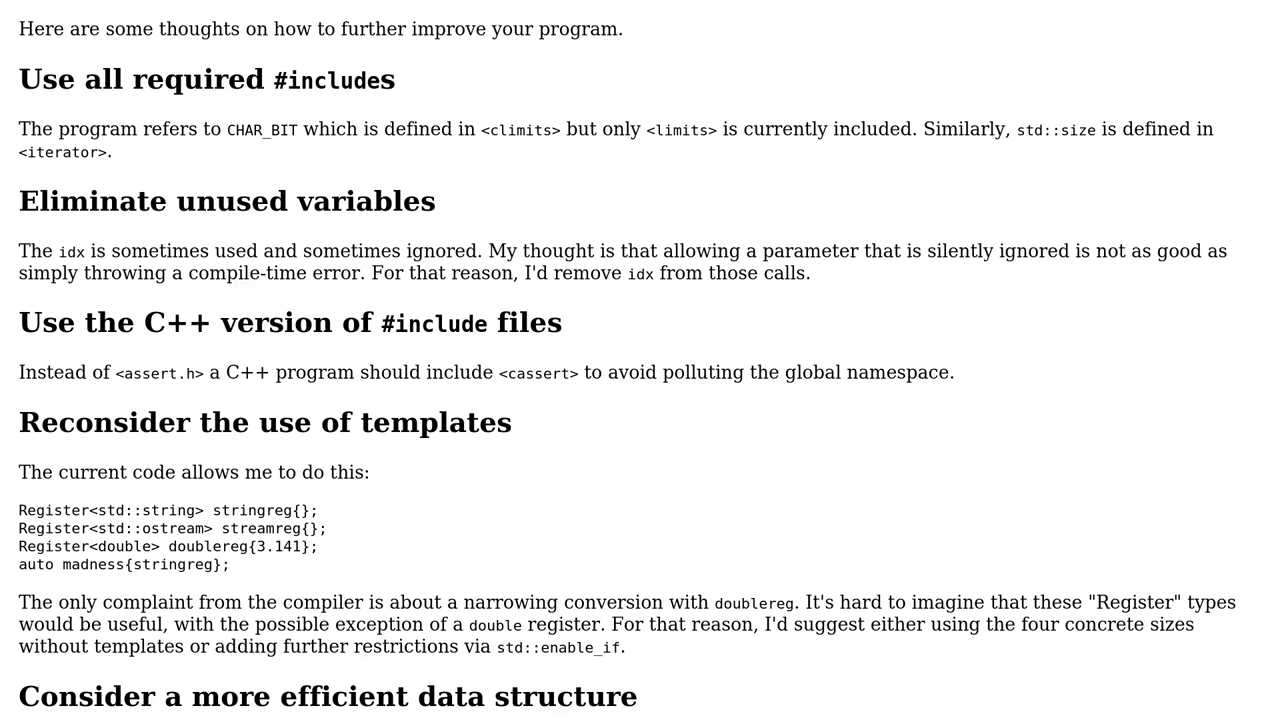 Here are some thoughts on how to further improve your program.
Use all required #includes
The program refers to CHAR_BIT which is defined in <climits> but only <limits> is currently included. Similarly, std::size is defined in
<iterator>.
Eliminate unused variables
The idx is sometimes used and sometimes ignored. My thought is that allowing a parameter that is silently ignored is not as good as
simply throwing a compile-time error. For that reason, I'd remove idx from those calls.
Use the C++ version of #include files
Instead of <assert.h> a C++ program should include <cassert> to avoid polluting the global namespace.
Reconsider the use of templates
The current code allows me to do this:
Register<std::string> stringreg{};
Register<std::ostream> streamreg{};
Register<double> doublereg{3.141};
auto madness{stringreg};
The only complaint from the compiler is about a narrowing conversion with doublereg. It's hard to imagine that these "Register" types
would be useful, with the possible exception of a double register. For that reason, I'd suggest either using the four concrete sizes
without templates or adding further restrictions via std::enable_if.
Consider a more efficient data structure